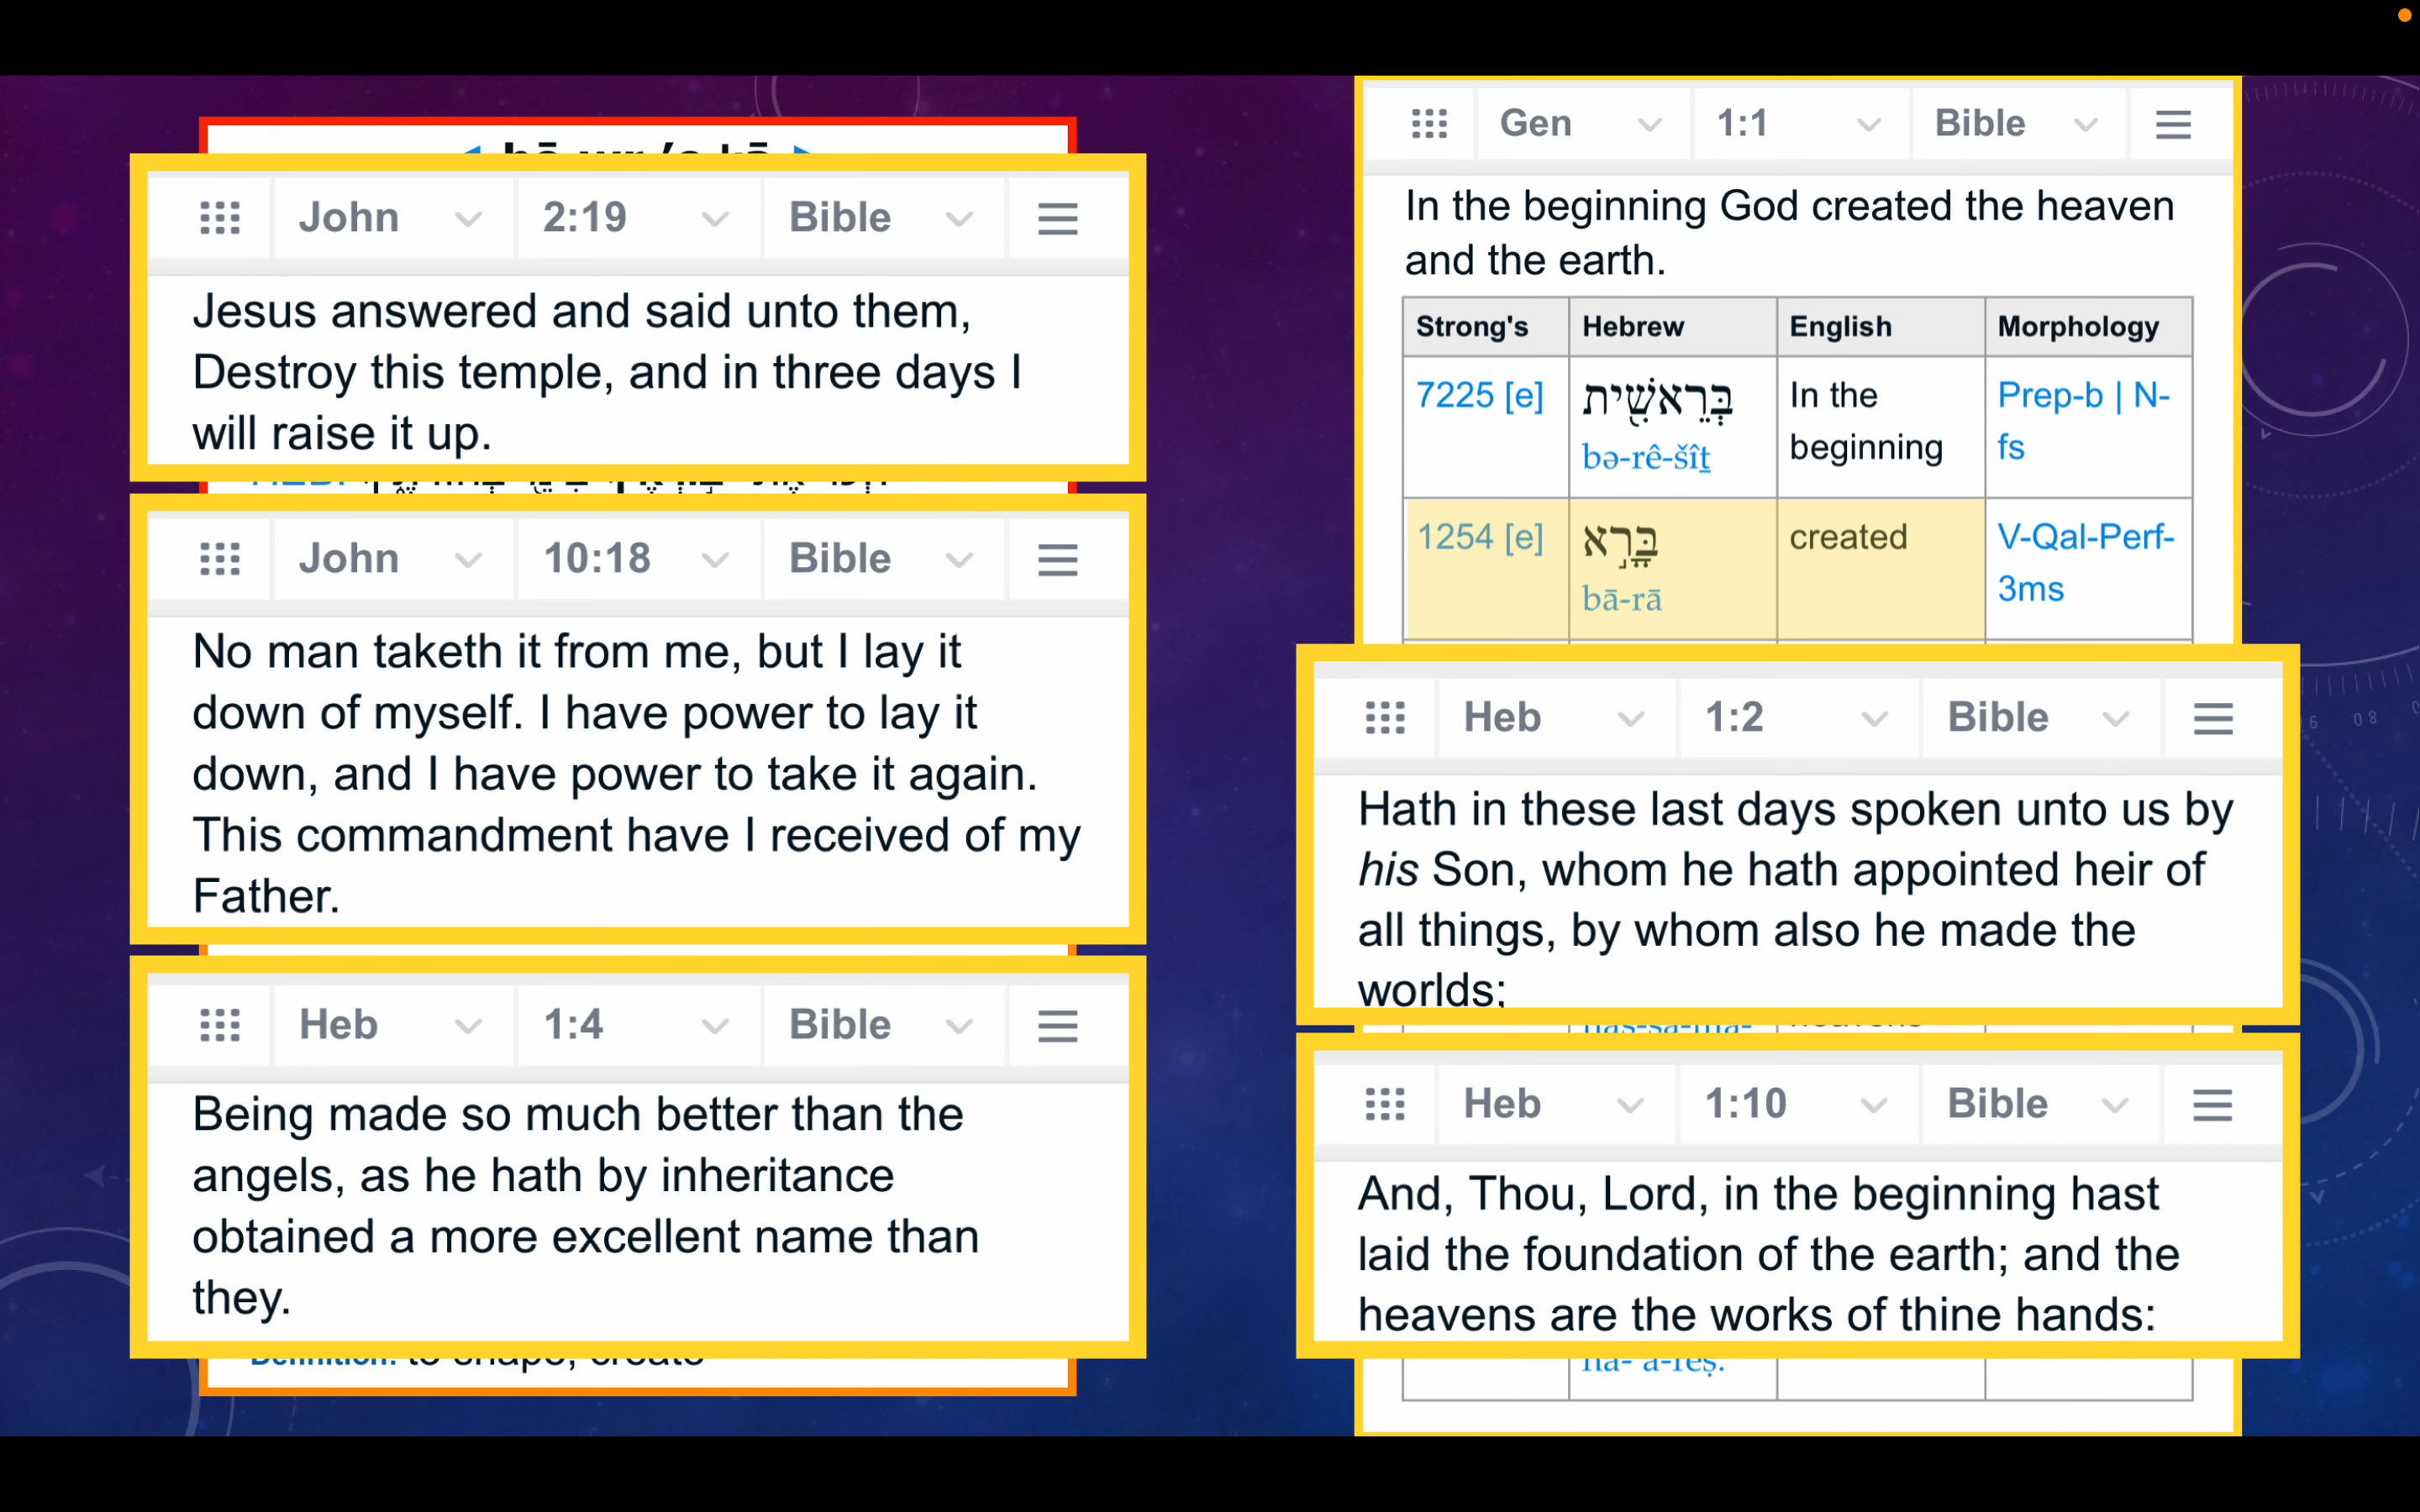 John 2:19 Bible
Jesus answered and said unto them,
Destroy this temple, and in three days I
will raise it up.
John 10:18 Bible
No man taketh it from me, but I lay it
down of myself. I have power to lay it
down, and I have power to take it again.
This commandment have I received of my
Father.
Heb 1:4 Bible
Being made so much better than the
angels, as he hath by inheritance
obtained a more excellent name than
they.
Definition: to shape, create
Gen 1:1 Bible
In the beginning God created the heaven
and the earth.
Strong's Hebrew English Morphology
7225 [e] בְּרֵאשִׁ֖ית In the Prep-b | N-
bə-rê-šîṯ beginning fs
1254 [e] בָּרָ֣א created V-Qal-Perf-
bā-rā 3ms
Heb 1:2 Bible
Hath in these last days spoken unto us by
his Son, whom he hath appointed heir of
all things, by whom also he made the
worlds;
Heb 1:10 Bible
And, Thou, Lord, in the beginning hast
laid the foundation of the earth; and the
heavens are the works of thine hands: